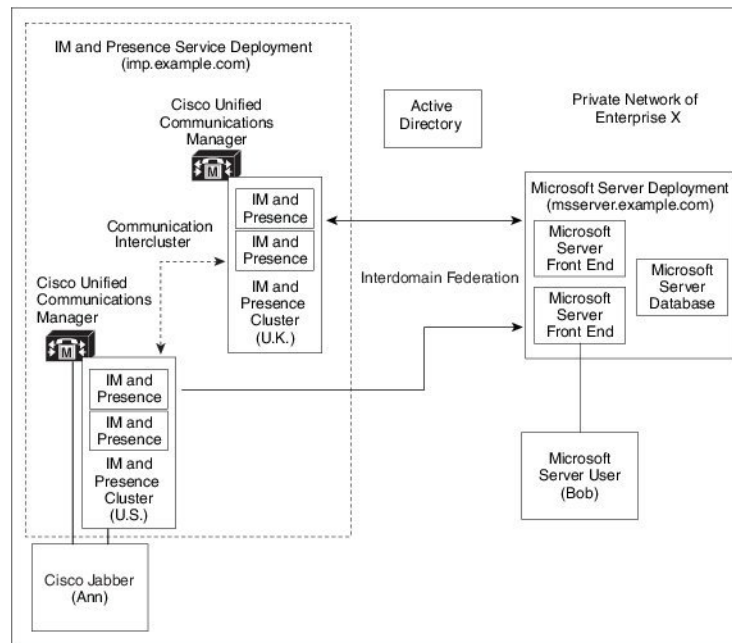 IM and Presence Service Deployment
(imp.example.com)
Cisco Unified
Communications
Manager
M
IM and
Presence
IM and
Presence
IM and
Presence
Cluster
(U.K.)
Communication
Intercluster
Cisco Unified
Communications
Manager
M
IM and
Presence
IM and
Presence
IM and
Presence
Cluster
(U.S.)
Cisco Jabber
(Ann)
Active
Directory
Private Network of
Enterprise X
Interdomain Federation
Microsoft Server Deployment
(msserver.example.com)
Microsoft
Server
Front End
Microsoft
Server
Front End
Microsoft
Server
Database
Microsoft
Server User
(Bob)